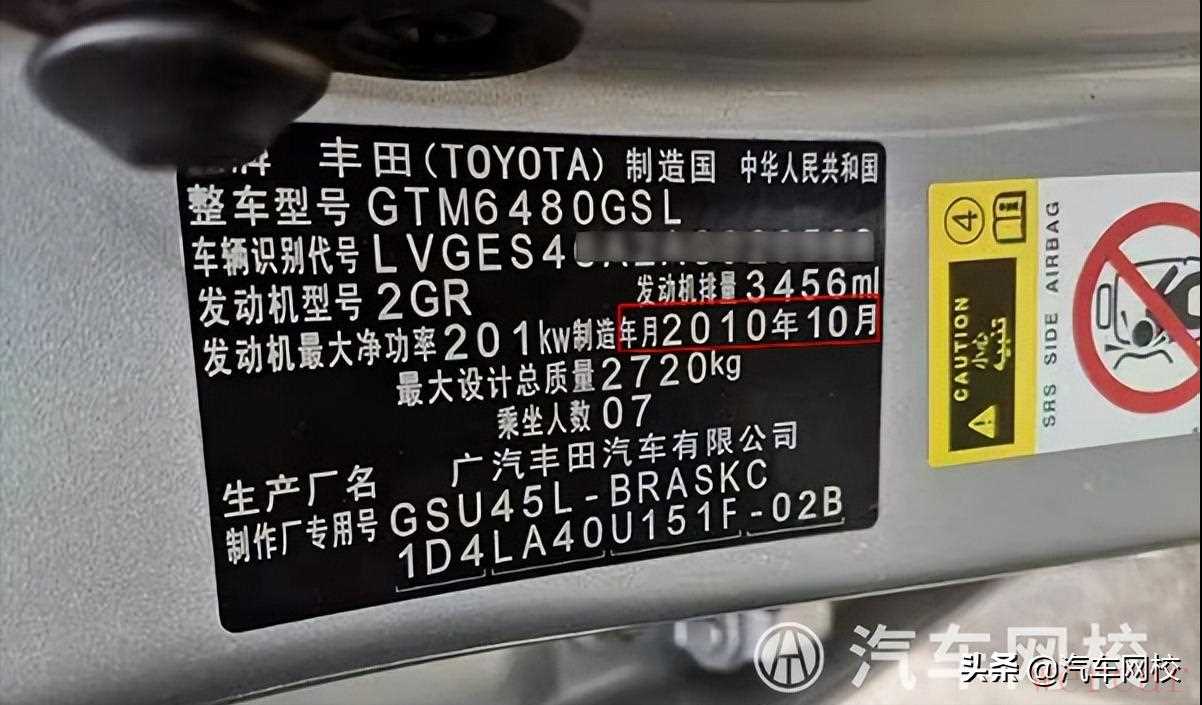 牌 丰田(TOYOTA) 制造国 中华人民共和国
整车型号 GTM6480GSL
车辆识别代号 LVGES4
发动机型号 2GR 发动机排量 3456ml
发动机最大净功率 201kw 制造年月 2010年10月
最大设计总质量 2720kg
乘坐人数 07
生产厂名 广汽丰田汽车有限公司
制作厂专用号 GSU45L-BRASKC
1D4LA40U151F-02B
4
CAUTION
تنبيه
SRS SIDE AIRBAG
汽车网校
头条 @汽车网校